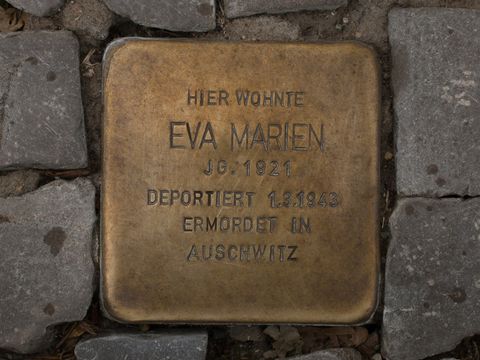 HIER WOHNTE
EVA MARIEN
JG. 1921
DEPORTIERT 1.3.1943
ERMORDET IN
AUSCHWITZ